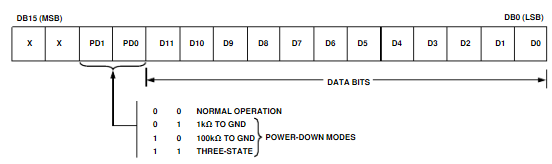 DB15 (MSB) DB0 (LSB)
X X PD1 PD0 D11 D10 D9 D8 D7 D6 D5 D4 D3 D2 D1 D0
DATA BITS
0 0 NORMAL OPERATION
0 1 1kΩ TO GND
1 0 100kΩ TO GND
POWER-DOWN MODES
1 1 THREE-STATE